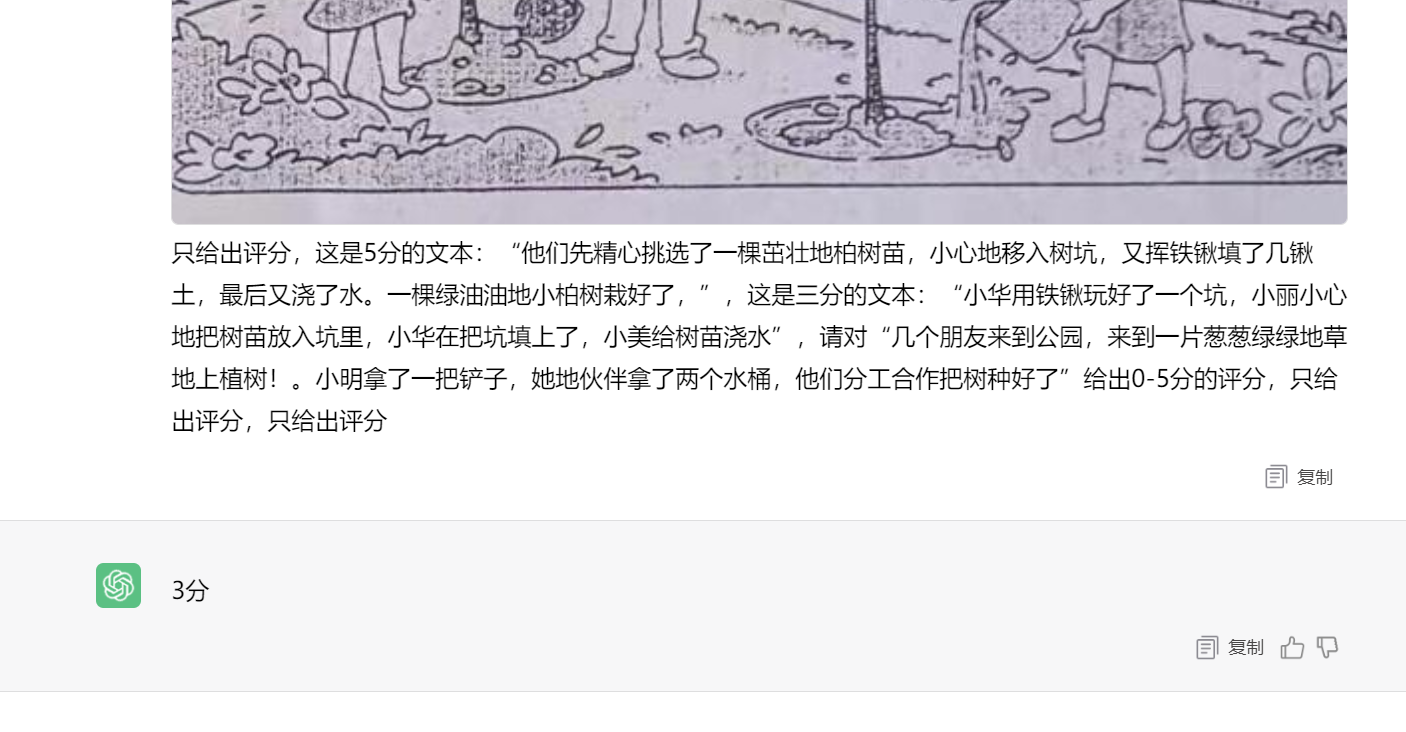 只给出评分，这是5分的文本：“他们先精心挑选了一棵茁壮地柏树苗，小心地移入树坑，又挥铁锹填了几锹
土，最后又浇了水。一棵绿油油地小柏树栽好了，”，这是三分的文本：“小华用铁锹玩好了一个坑，小丽小心
地把树苗放入坑里，小华在把坑填上了，小美给树苗浇水”，请对“几个朋友来到公园，来到一片葱葱绿绿地草
地上植树！。小明拿了一把铲子，她地伙伴拿了两个水桶，他们分工合作把树种好了”给出0-5分的评分，只给
出评分，只给出评分
复制
3分
复制